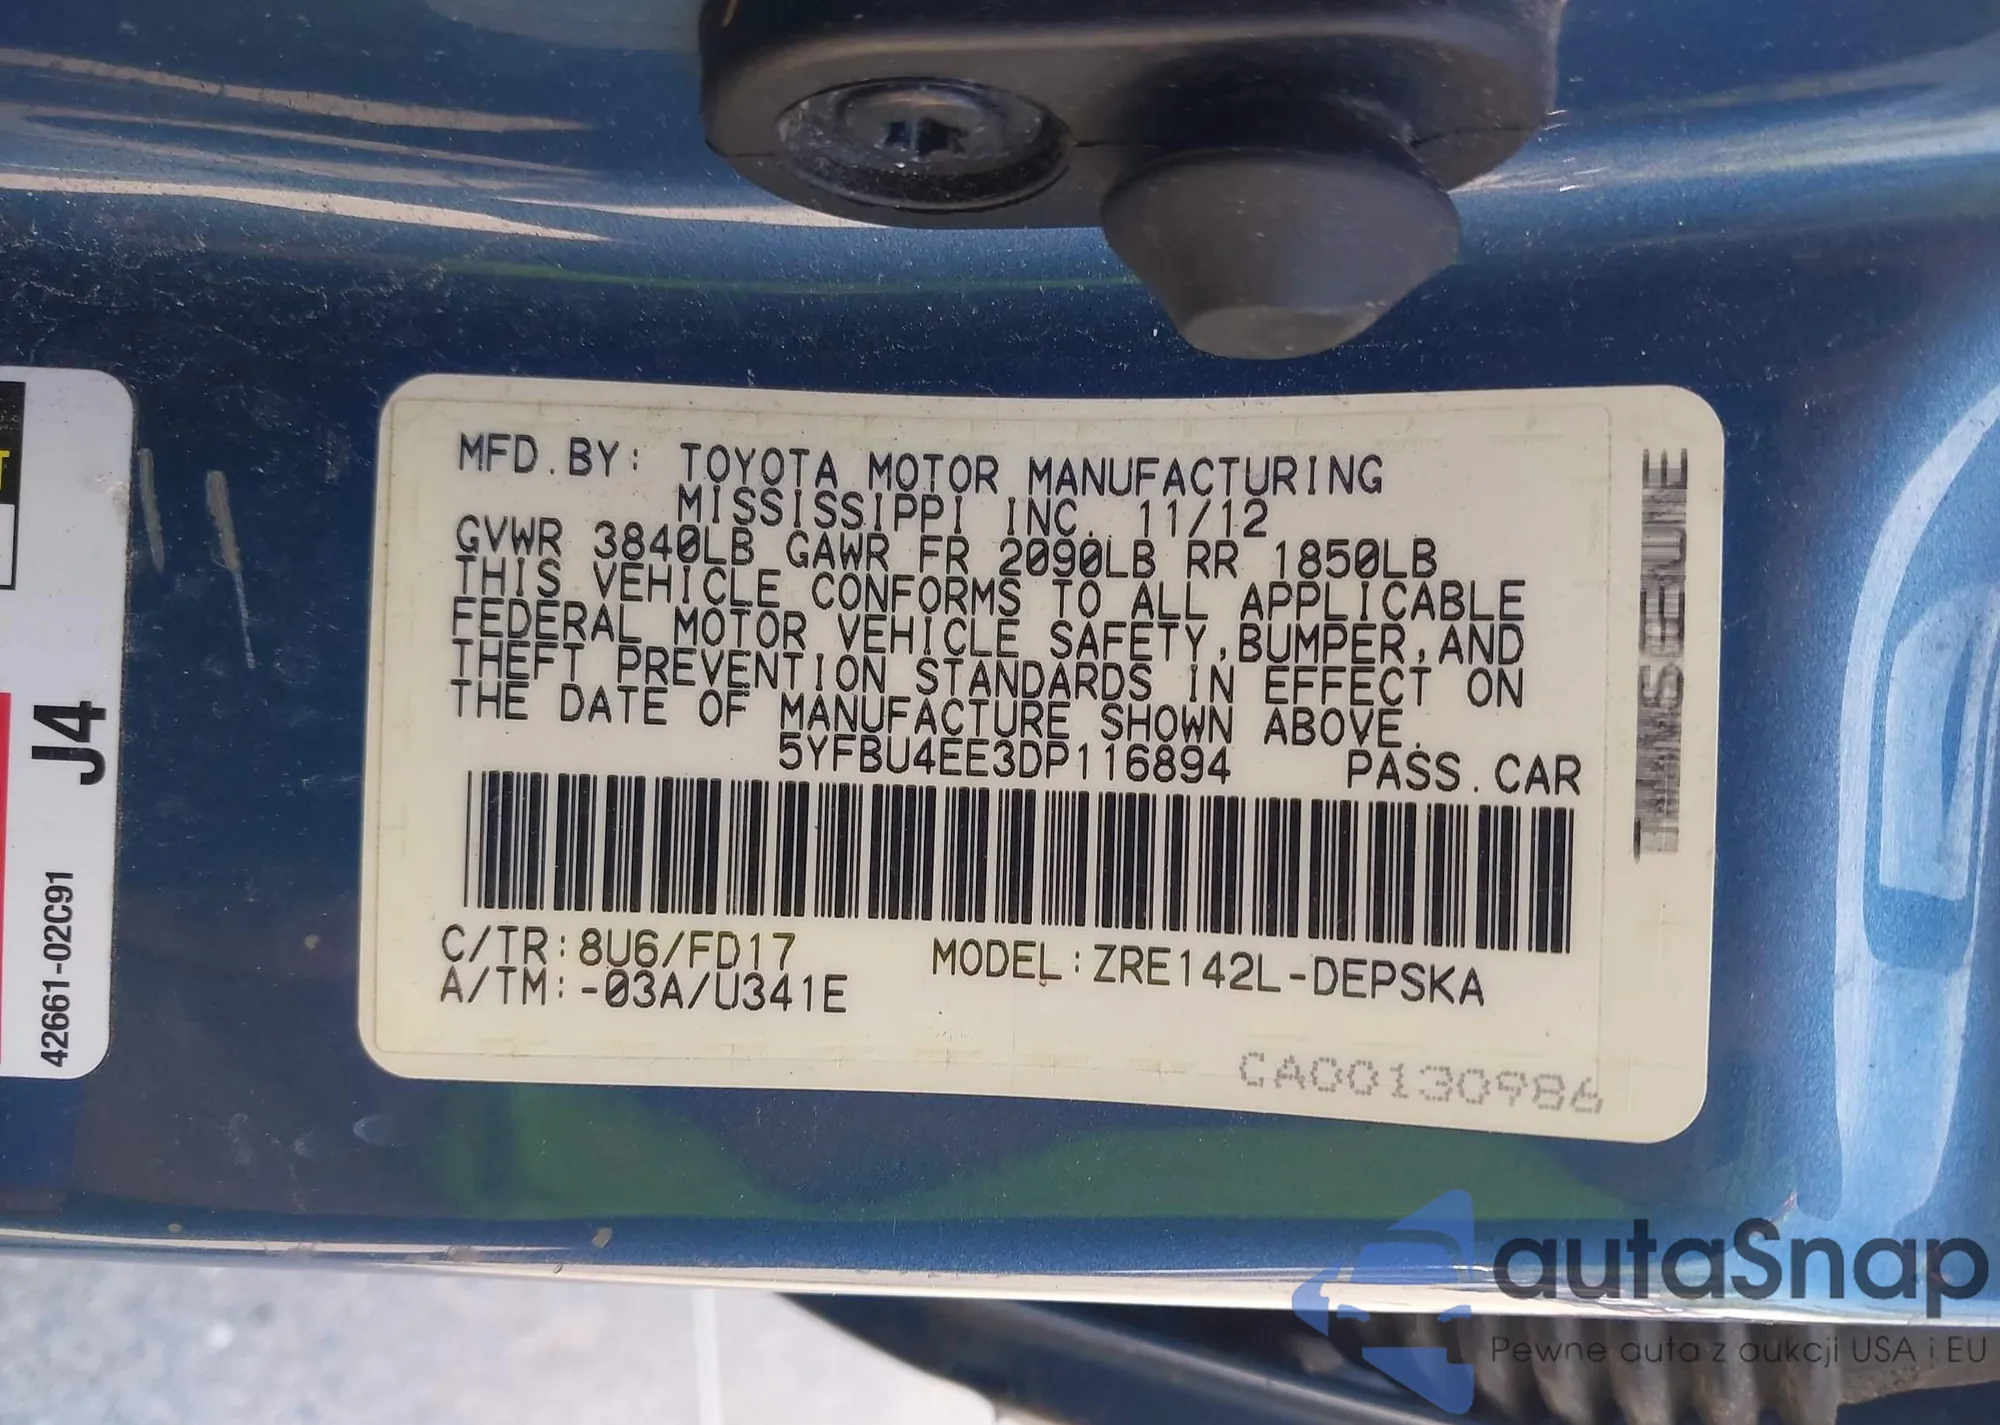 MFD.BY: TOYOTA MOTOR MANUFACTURING
MISSISSIPPI INC. 11/12
GVWR 3840LB GAWR FR 2090LB RR 1850LB
THIS VEHICLE CONFORMS TO ALL APPLICABLE
FEDERAL MOTOR VEHICLE SAFETY,BUMPER,AND
THEFT PREVENTION STANDARDS IN EFFECT ON
THE DATE OF MANUFACTURE SHOWN ABOVE.
5YFBU4EE3DP116894 PASS.CAR
C/TR:8U6/FD17 MODEL:ZRE142L-DEPSKA
A/TM:-03A/U341E
CA00130986
J4
42661-02C91
autaSnap
Pewne auta z aukcji USA i EU